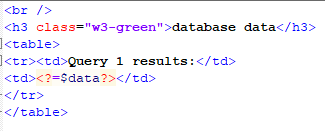 <br />
<h3 class="w3-green">database data</h3>
<table>
<tr><td>Query 1 results:</td>
<td><?=$data?></td>
</tr>
</table>